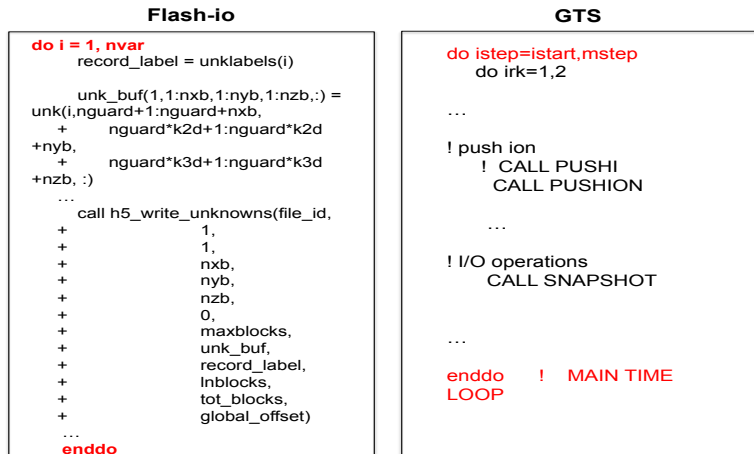 Flash-io
do i = 1, nvar
record_label = unklabels(i)
unk_buf(1,1:nxb,1:nyb,1:nzb,:) =
unk(i,nguard+1:nguard+nxb,
+ nguard*k2d+1:nguard*k2d
+nyb,
+ nguard*k3d+1:nguard*k3d
+nzb, :)
…
call h5_write_unknowns(file_id,
+ 1,
+ 1,
+ nxb,
+ nyb,
+ nzb,
+ 0,
+ maxblocks,
+ unk_buf,
+ record_label,
+ lnblocks,
+ tot_blocks,
+ global_offset)
…
enddo
GTS
do istep=istart,mstep
do irk=1,2
…
! push ion
! CALL PUSHI
CALL PUSHION
…
! I/O operations
CALL SNAPSHOT
…
enddo ! MAIN TIME
LOOP